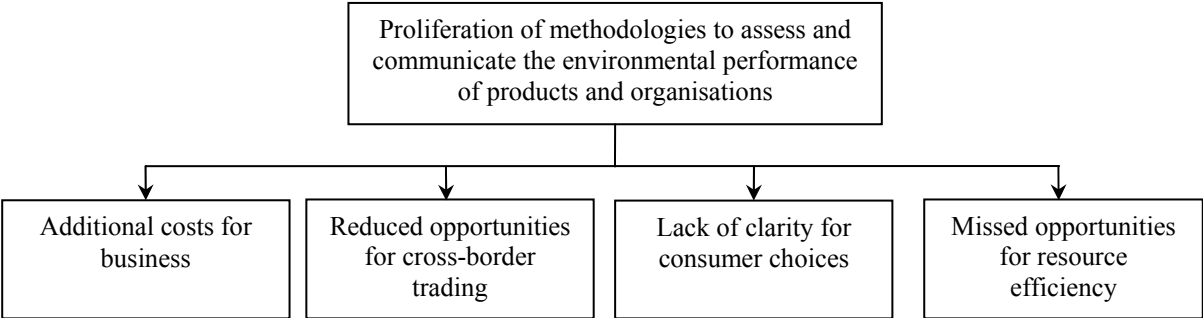 Proliferation of methodologies to assess and
communicate the environmental performance
of products and organisations
Additional costs for
business
Reduced opportunities
for cross-border
trading
Lack of clarity for
consumer choices
Missed opportunities
for resource
efficiency